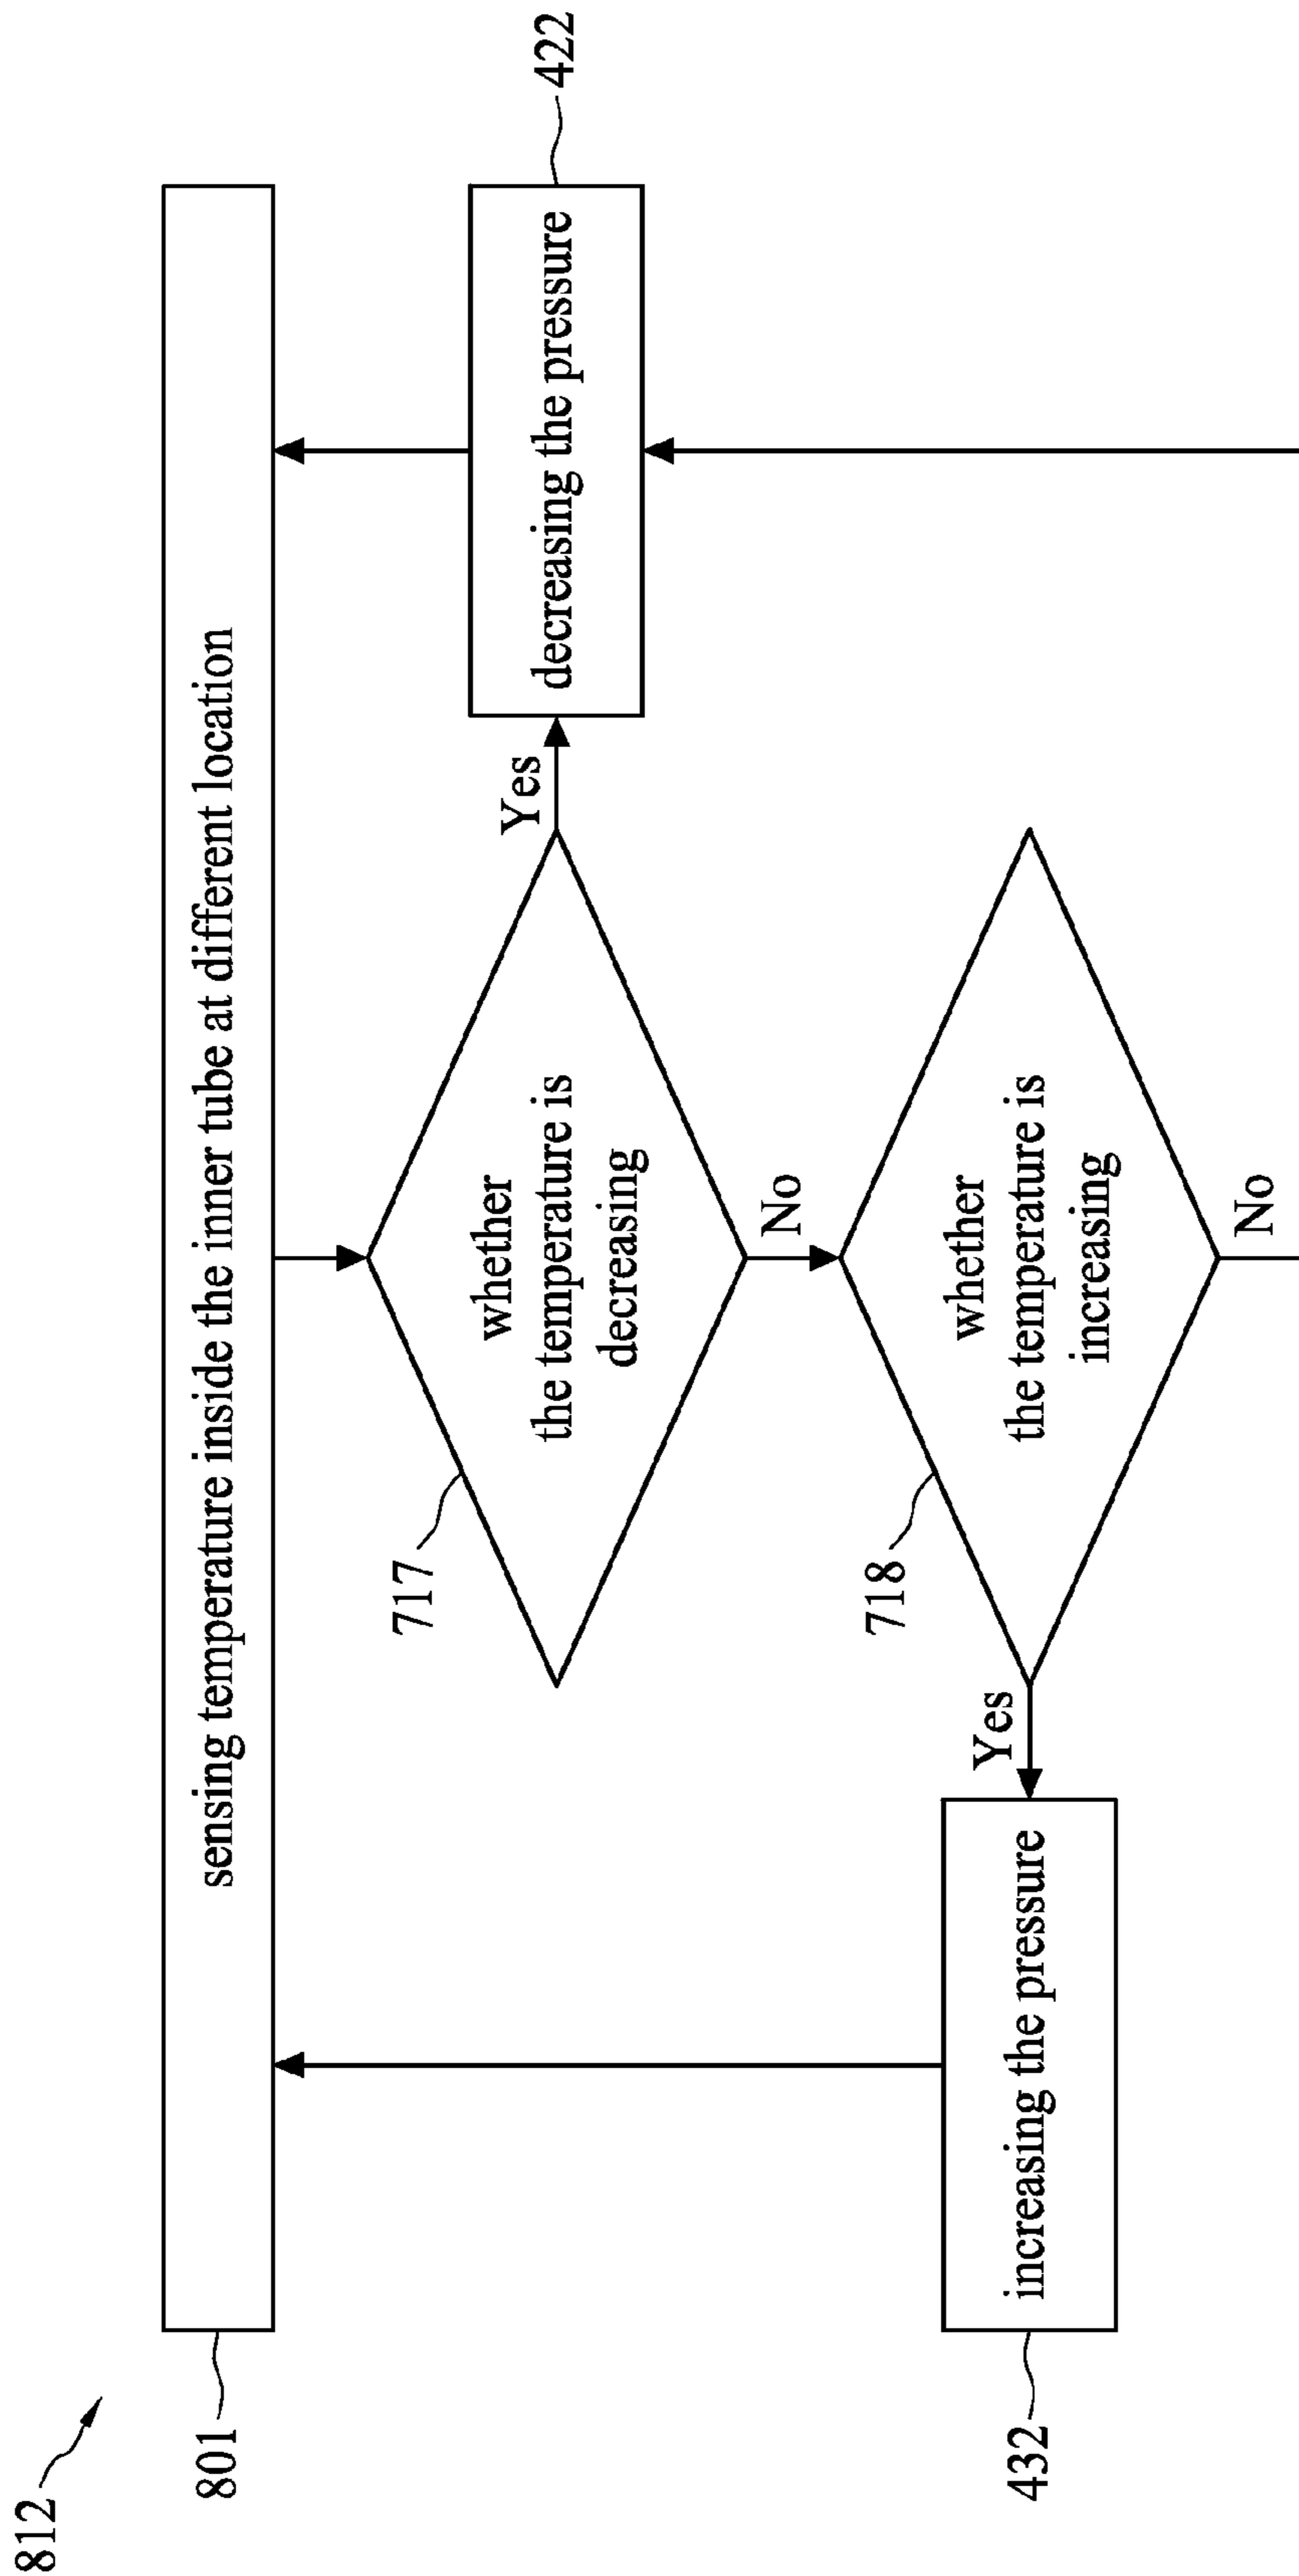 812
801
sensing temperature inside the inner tube at different location
717
whether
the temperature is
decreasing
Yes
decreasing the pressure
422
No
718
whether
the temperature is
increasing
Yes
increasing the pressure
432
No